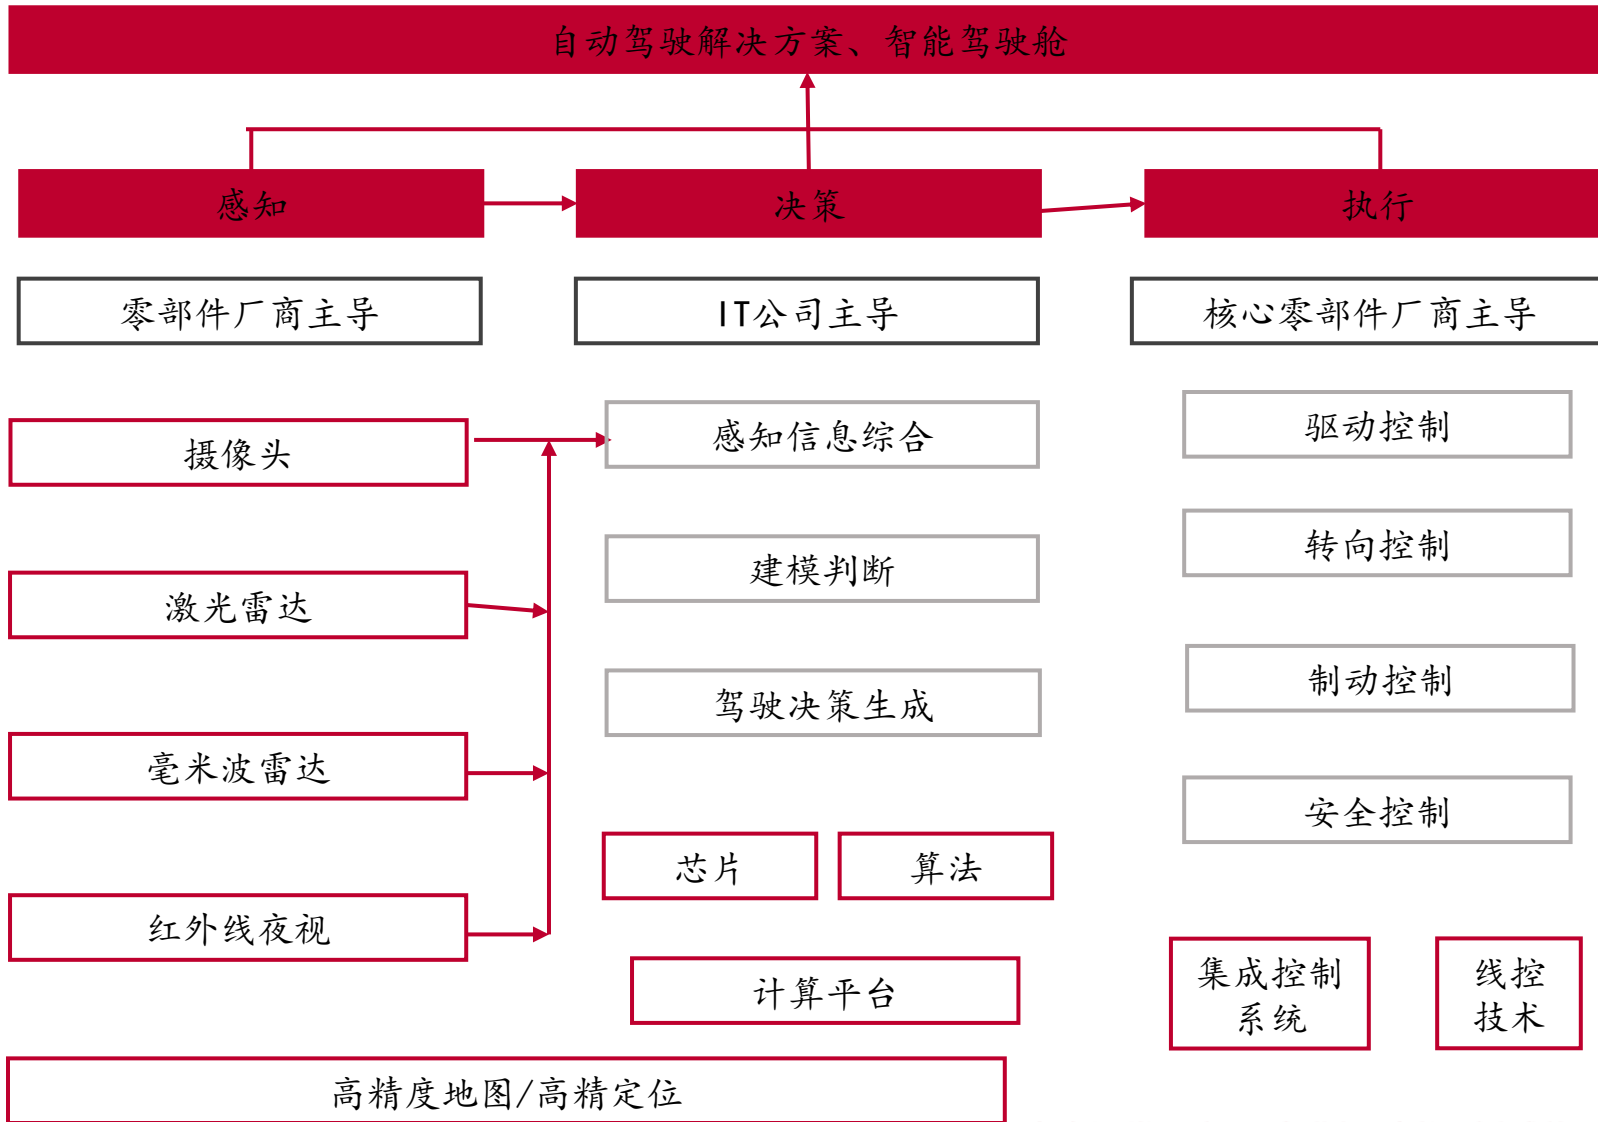 自动驾驶解决方案、智能驾驶舱
感知
决策
执行
零部件厂商主导
IT公司主导
核心零部件厂商主导
摄像头
激光雷达
毫米波雷达
红外线夜视
感知信息综合
建模判断
驾驶决策生成
芯片
算法
计算平台
高精度地图/高精定位
驱动控制
转向控制
制动控制
安全控制
集成控制
系统
线控
技术